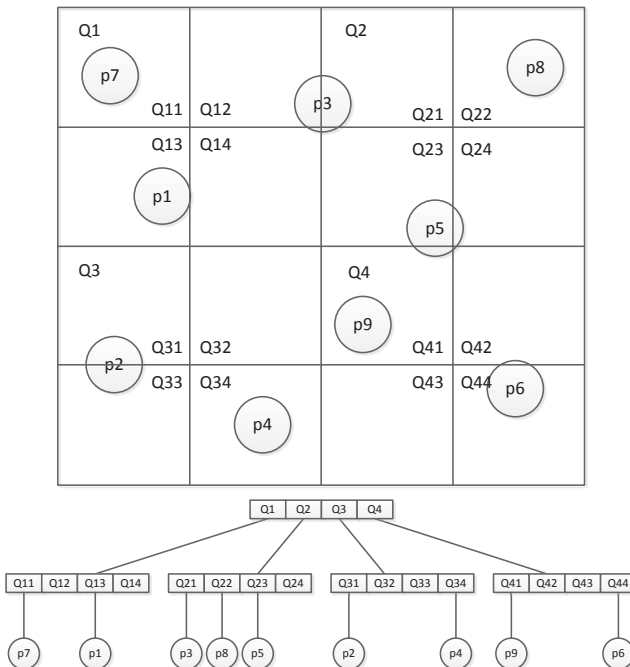 Q1 Q2
p7 p8
p3
Q11 Q12 Q21 Q22
Q13 Q14 Q23 Q24
p1
p5
Q3 Q4
p9
Q31 Q32 Q41 Q42
p2
Q33 Q34 Q43 Q44
p6
p4
Q1 Q2 Q3 Q4
Q11 Q12 Q13 Q14 Q21 Q22 Q23 Q24 Q31 Q32 Q33 Q34 Q41 Q42 Q43 Q44
p7 p1 p3 p8 p5 p2 p4 p9 p6